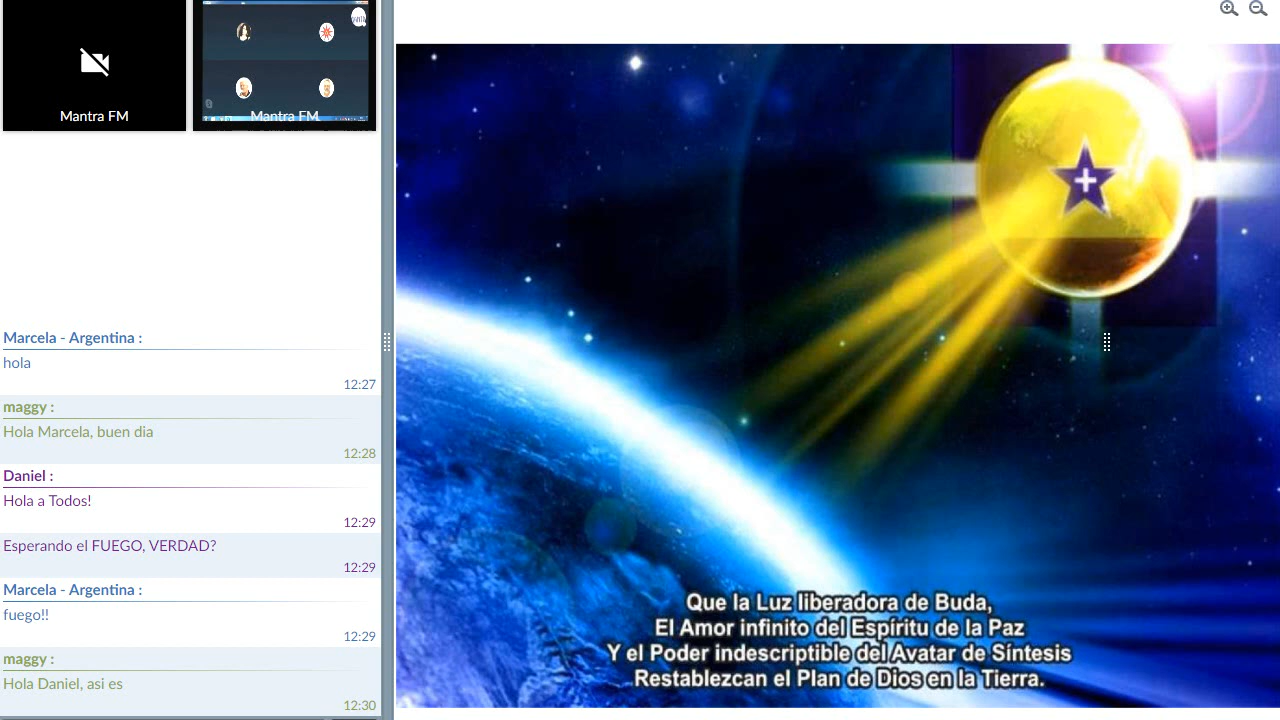 Mantra FM
Mantra FM
Marcela - Argentina :
hola
12:27
maggy :
Hola Marcela, buen dia
12:28
Daniel :
Hola a Todos!
12:29
Esperando el FUEGO, VERDAD?
12:29
Marcela - Argentina :
fuego!!
12:29
maggy :
Hola Daniel, asi es
12:30
Que la Luz liberadora de Buda,
El Amor infinito del Espíritu de la Paz
Y el Poder indescriptible del Avatar de Síntesis
Restablezcan el Plan de Dios en la Tierra.